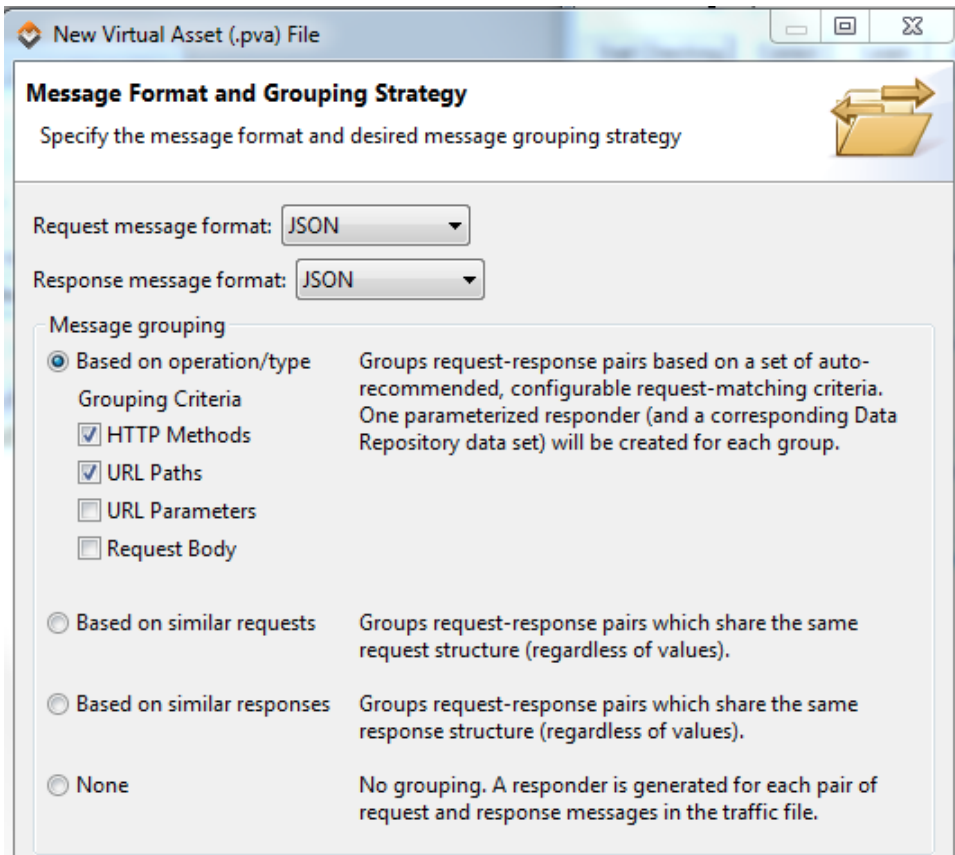 New Virtual Asset (.pva) File
Message Format and Grouping Strategy
Specify the message format and desired message grouping strategy
Request message format: JSON
Response message format: JSON
Message grouping
Based on operation/type
Groups request-response pairs based on a set of auto-
recommended, configurable request-matching criteria.
One parameterized responder (and a corresponding Data
Repository data set) will be created for each group.
Grouping Criteria
HTTP Methods
URL Paths
URL Parameters
Request Body
Based on similar requests
Groups request-response pairs which share the same
request structure (regardless of values).
Based on similar responses
Groups request-response pairs which share the same
response structure (regardless of values).
None
No grouping. A responder is generated for each pair of
request and response messages in the traffic file.